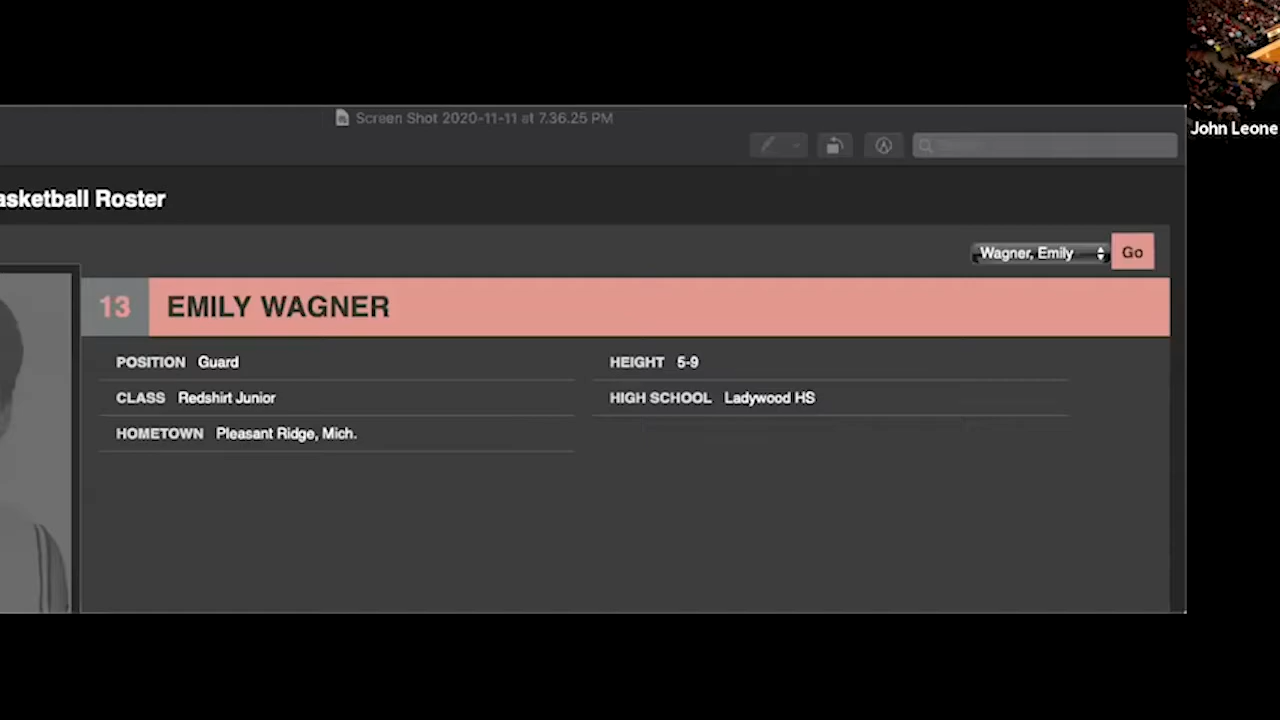 Screen Shot 2020-11-11 at 7.36.25 PM
John Leone
asketball Roster
Wagner, Emily
Go
13 EMILY WAGNER
POSITION Guard
HEIGHT 5-9
CLASS Redshirt Junior
HIGH SCHOOL Ladywood HS
HOMETOWN Pleasant Ridge, Mich.